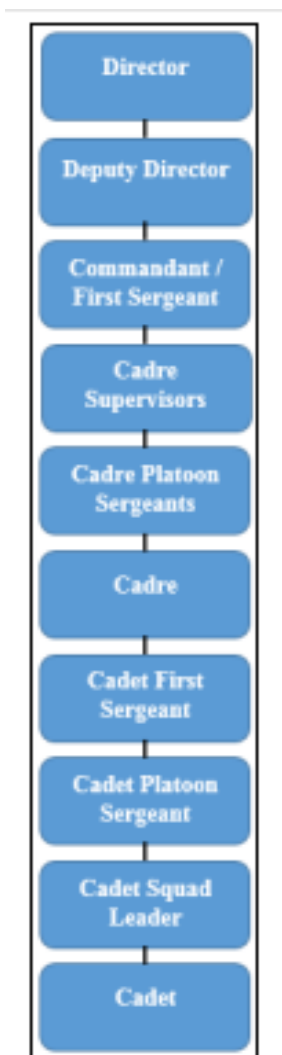 Director
Deputy Director
Commandant /
First Sergeant
Cadre
Supervisors
Cadre Platoon
Sergeants
Cadre
Cadet First
Sergeant
Cadet Platoon
Sergeant
Cadet Squad
Leader
Cadet